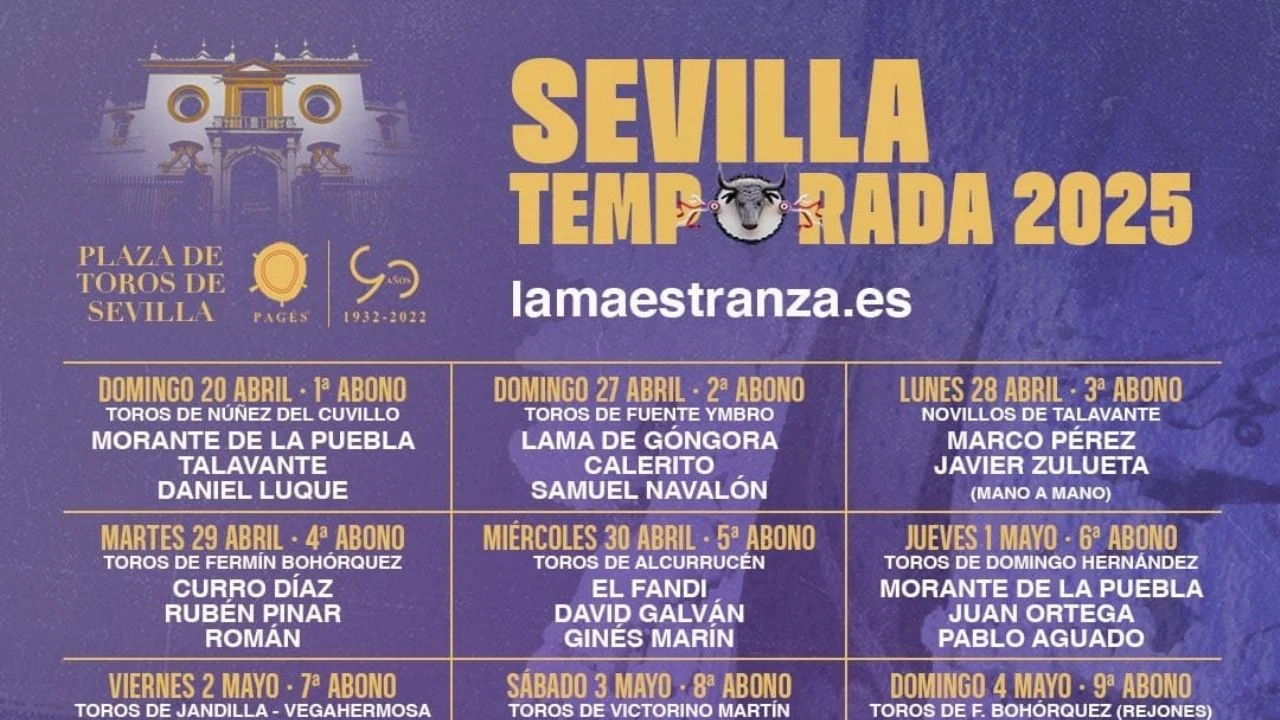 SEVILLA
TEMPORADA 2025
lamaestranza.es
PLAZA DE
TOROS DE
SEVILLA
PAGÉS
90 AÑOS
1932-2022
DOMINGO 20 ABRIL · 1ª ABONO
TOROS DE NÚÑEZ DEL CUVILLO
MORANTE DE LA PUEBLA
TALAVANTE
DANIEL LUQUE
DOMINGO 27 ABRIL · 2ª ABONO
TOROS DE FUENTE YMBRO
LAMA DE GÓNGORA
CALERITO
SAMUEL NAVALÓN
LUNES 28 ABRIL · 3ª ABONO
NOVILLOS DE TALAVANTE
MARCO PÉREZ
JAVIER ZULUETA
(MANO A MANO)
MARTES 29 ABRIL · 4ª ABONO
TOROS DE FERMÍN BOHÓRQUEZ
CURRO DÍAZ
RUBÉN PINAR
ROMÁN
MIÉRCOLES 30 ABRIL · 5ª ABONO
TOROS DE ALCURRUCÉN
EL FANDI
DAVID GALVÁN
GINÉS MARÍN
JUEVES 1 MAYO · 6ª ABONO
TOROS DE DOMINGO HERNÁNDEZ
MORANTE DE LA PUEBLA
JUAN ORTEGA
PABLO AGUADO
VIERNES 2 MAYO · 7ª ABONO
TOROS DE JANDILLA - VEGAHERMOSA
SÁBADO 3 MAYO · 8ª ABONO
TOROS DE VICTORINO MARTÍN
DOMINGO 4 MAYO · 9ª ABONO
TOROS DE F. BOHÓRQUEZ (REJONES)